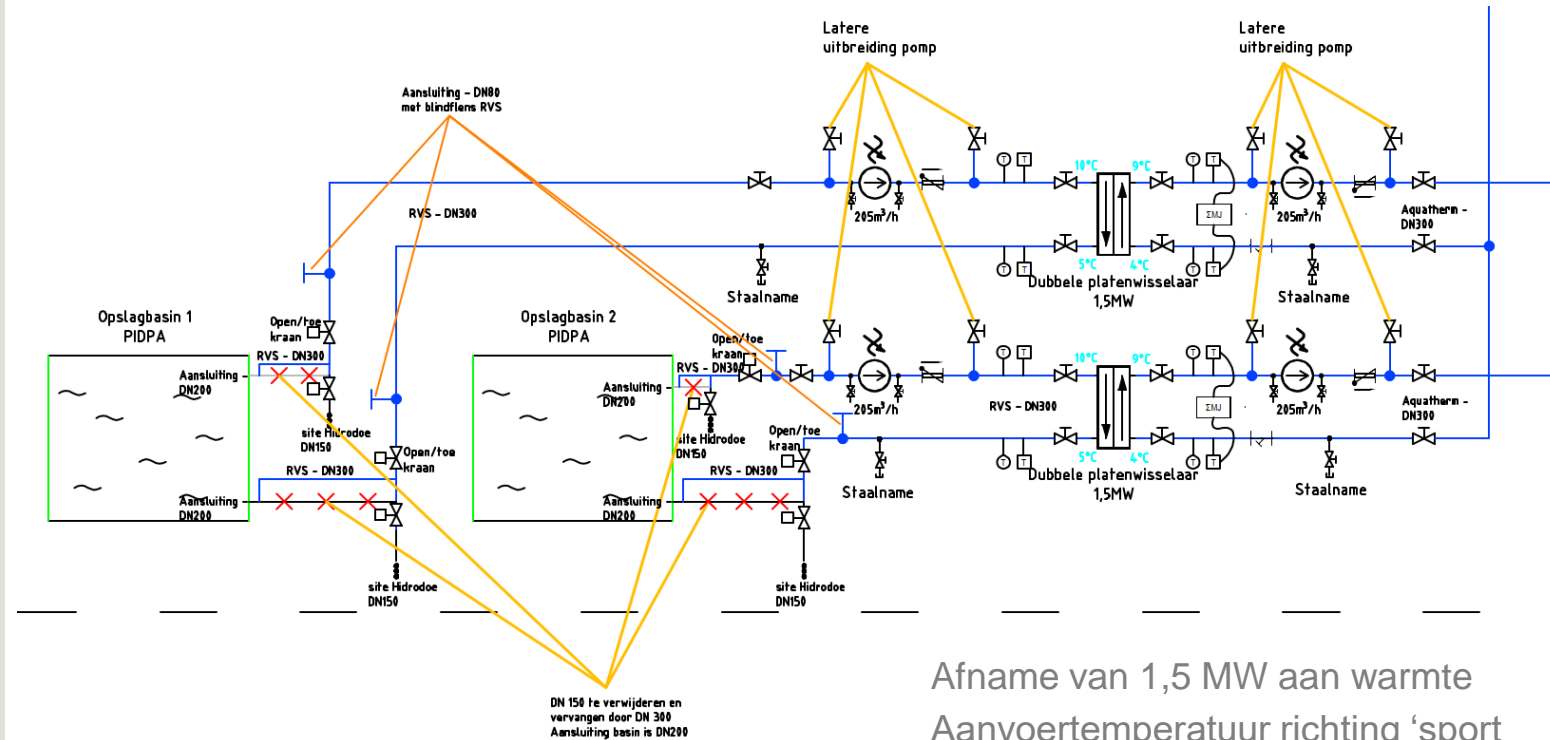 Latere
uitbreiding pomp
Latere
uitbreiding pomp
Aansluiting - DN80
met blindflens RVS
10°C
9°C
T
T
T
T
ΣMJ
205m³/h
205m³/h
Aquatherm -
DN300
RVS - DN300
T
T
T
T
5°C
4°C
Dubbele platenwisselaar
1,5MW
Staalname
Staalname
Opslagbasin 1
PIDPA
Open/toe
kraan
RVS - DN300
Aansluiting
DN200
site Hidrodoe
DN150
Opslagbasin 2
PIDPA
Open/toe
kraan
RVS - DN300
Aansluiting
DN200
site Hidrodoe
DN150
10°C
9°C
T
T
T
T
ΣMJ
205m³/h
205m³/h
RVS - DN300
Aquatherm -
DN300
Open/toe
kraan
RVS - DN300
Aansluiting
DN200
site Hidrodoe
DN150
Open/toe
kraan
RVS - DN300
Aansluiting
DN200
site Hidrodoe
DN150
T
T
T
T
5°C
4°C
Dubbele platenwisselaar
1,5MW
Staalname
Staalname
DN 150 te verwijderen en
vervangen door DN 300
Aansluiting basin is DN200
Afname van 1,5 MW aan warmte
Aanvoertemperatuur richting ‘sport